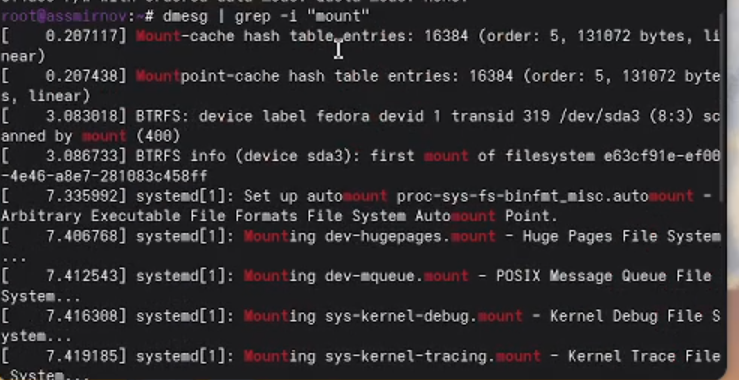 root@assmirnov:~# dmesg | grep -i "mount"
[    0.207117] Mount-cache hash table entries: 16384 (order: 5, 131072 bytes, li
near)
[    0.207438] Mountpoint-cache hash table entries: 16384 (order: 5, 131072 byte
s, linear)
[    3.083018] BTRFS: device label fedora devid 1 transid 319 /dev/sda3 (8:3) sc
anned by mount (400)
[    3.086733] BTRFS info (device sda3): first mount of filesystem e63cf91e-ef00
-4e46-a8e7-281083c458ff
[    7.335992] systemd[1]: Set up automount proc-sys-fs-binfmt_misc.automount -
Arbitrary Executable File Formats File System Automount Point.
[    7.406768] systemd[1]: Mounting dev-hugepages.mount - Huge Pages File System
...
[    7.412543] systemd[1]: Mounting dev-mqueue.mount - POSIX Message Queue File
System...
[    7.416308] systemd[1]: Mounting sys-kernel-debug.mount - Kernel Debug File S
ystem...
[    7.419185] systemd[1]: Mounting sys-kernel-tracing.mount - Kernel Trace File
System...